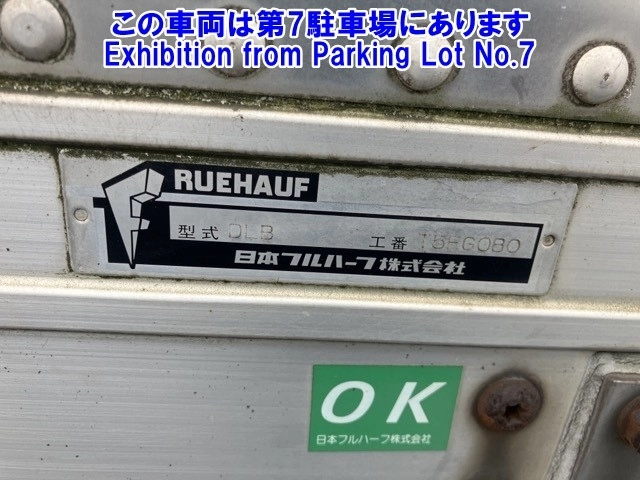 この車両は第7駐車場にあります
Exhibition from Parking Lot No.7
FRUEHAUF
型式 DLB 工番
日本フルハーフ株式会社
OK
日本フルハーフ株式会社